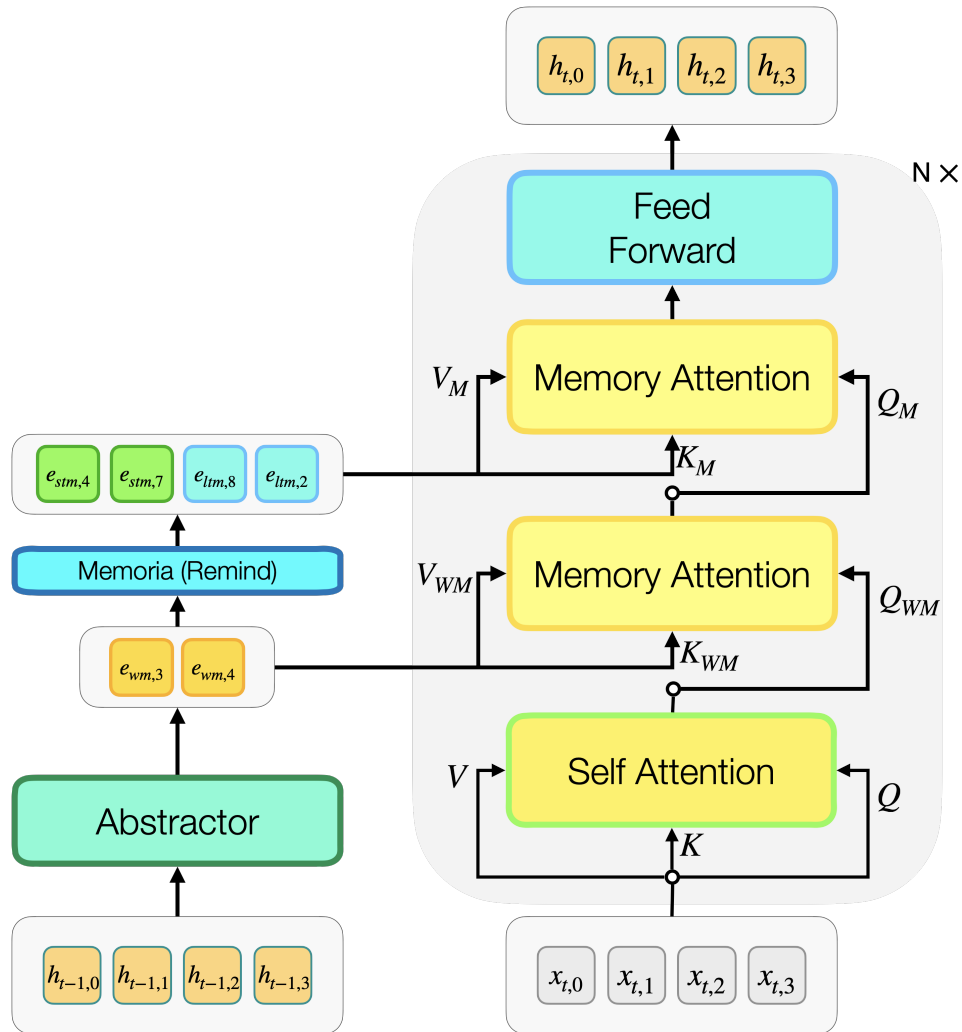 h_{t,0} h_{t,1} h_{t,2} h_{t,3}
N ×
Feed
Forward
Memory Attention
V_M
Q_M
K_M
e_{stm,4} e_{stm,7} e_{ltm,8} e_{ltm,2}
Memoria (Remind)
Memory Attention
V_{WM}
Q_{WM}
K_{WM}
e_{wm,3} e_{wm,4}
Self Attention
V
Q
K
Abstractor
h_{t-1,0} h_{t-1,1} h_{t-1,2} h_{t-1,3}
x_{t,0} x_{t,1} x_{t,2} x_{t,3}